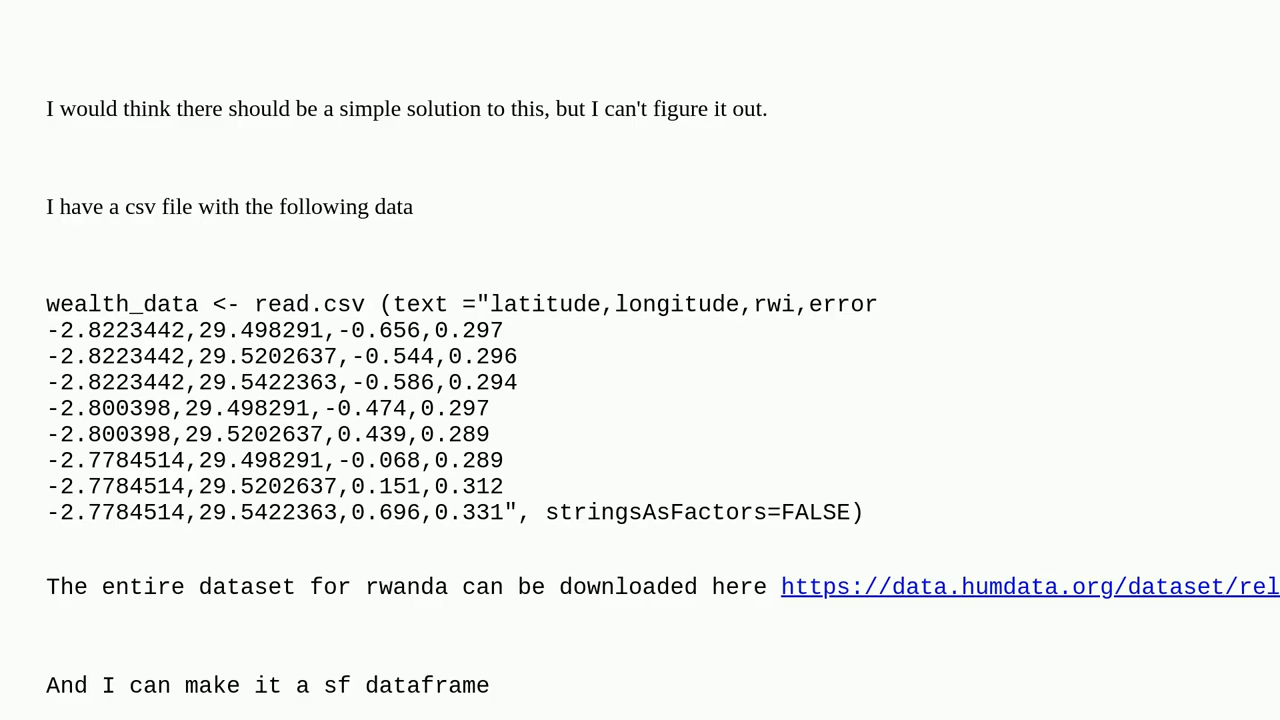 I would think there should be a simple solution to this, but I can't figure it out.
I have a csv file with the following data
wealth_data <- read.csv (text ="latitude,longitude,rwi,error
-2.8223442,29.498291,-0.656,0.297
-2.8223442,29.5202637,-0.544,0.296
-2.8223442,29.5422363,-0.586,0.294
-2.800398,29.498291,-0.474,0.297
-2.800398,29.5202637,0.439,0.289
-2.7784514,29.498291,-0.068,0.289
-2.7784514,29.5202637,0.151,0.312
-2.7784514,29.5422363,0.696,0.331", stringsAsFactors=FALSE)
The entire dataset for rwanda can be downloaded here https://data.humdata.org/dataset/rel
And I can make it a sf dataframe